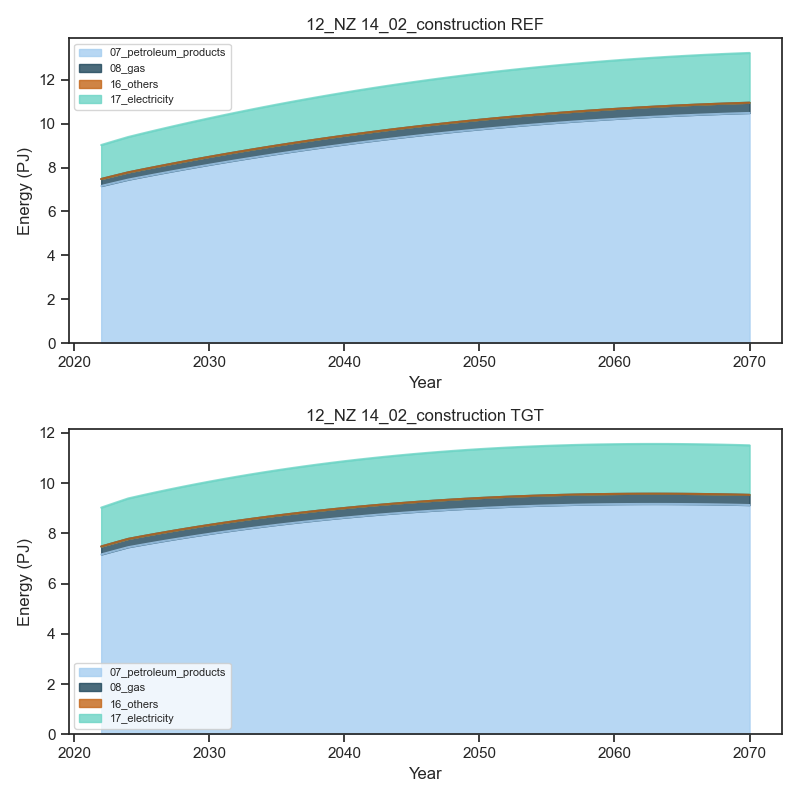 12_NZ 14_02_construction REF
07_petroleum_products
08_gas
16_others
17_electricity
Energy (PJ)
12
10
8
6
4
2
0
2020 2030 2040 2050 2060 2070
Year
12_NZ 14_02_construction TGT
Energy (PJ)
12
10
8
6
4
2
0
07_petroleum_products
08_gas
16_others
17_electricity
2020 2030 2040 2050 2060 2070
Year